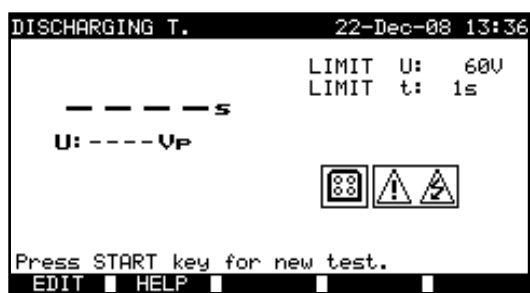 DISCHARGING T. 22-Dec-08 13:36
LIMIT U: 60V
LIMIT t: 1s
----s
U:----Vp
Press START key for new test.
EDIT HELP